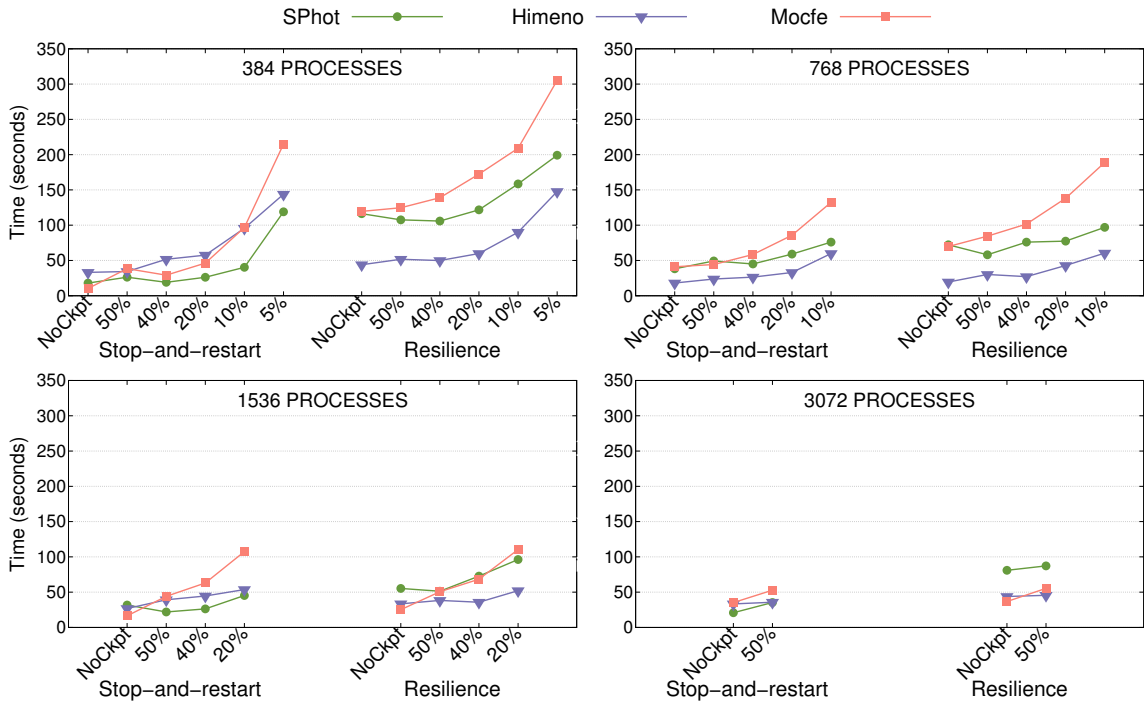 SPhot Himeno Mocfe
384 PROCESSES
Time (seconds)
350
300
250
200
150
100
50
0
NoCkpt 50% 40% 20% 10% 5% NoCkpt 50% 40% 20% 10% 5%
Stop-and-restart Resilience
768 PROCESSES
350
300
250
200
150
100
50
0
NoCkpt 50% 40% 20% 10% NoCkpt 50% 40% 20% 10%
Stop-and-restart Resilience
1536 PROCESSES
Time (seconds)
350
300
250
200
150
100
50
0
NoCkpt 50% 40% 20% NoCkpt 50% 40% 20%
Stop-and-restart Resilience
3072 PROCESSES
350
300
250
200
150
100
50
0
NoCkpt 50% NoCkpt 50%
Stop-and-restart Resilience